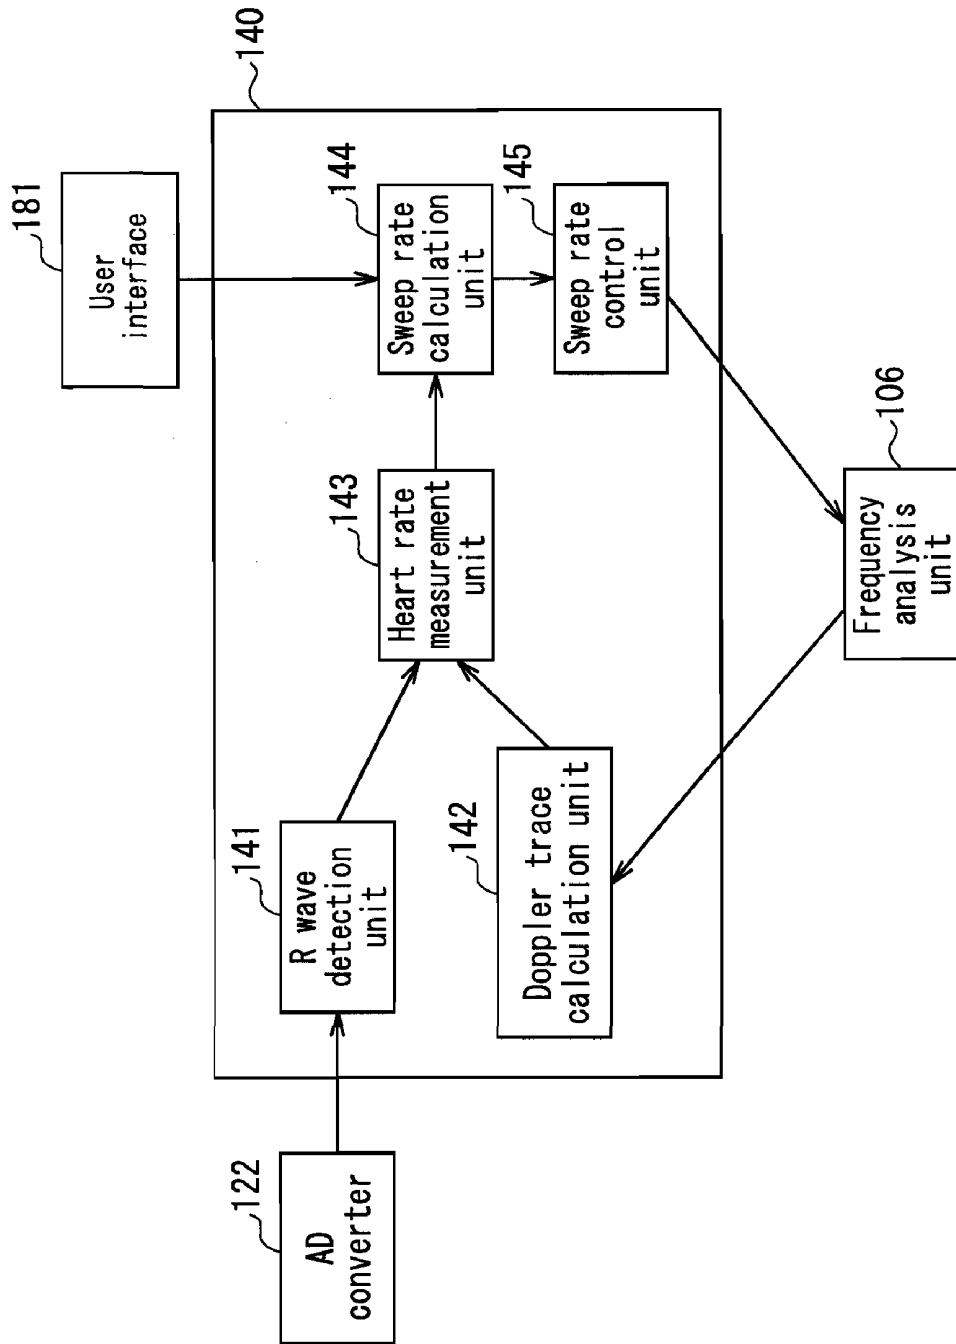 181
User
interface
140
144
Sweep rate
calculation
unit
145
Sweep rate
control
unit
143
Heart rate
measurement
unit
106
Frequency
analysis
unit
141
R wave
detection
unit
142
Doppler trace
calculation unit
122
AD
converter